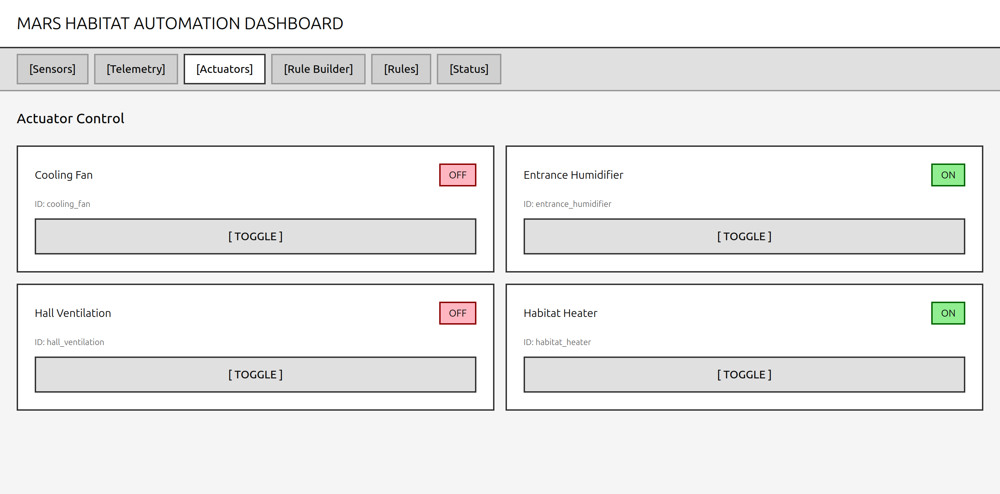 MARS HABITAT AUTOMATION DASHBOARD
[Sensors] [Telemetry] [Actuators] [Rule Builder] [Rules] [Status]
Actuator Control
Cooling Fan OFF
ID: cooling_fan
[ TOGGLE ]
Entrance Humidifier ON
ID: entrance_humidifier
[ TOGGLE ]
Hall Ventilation OFF
ID: hall_ventilation
[ TOGGLE ]
Habitat Heater ON
ID: habitat_heater
[ TOGGLE ]